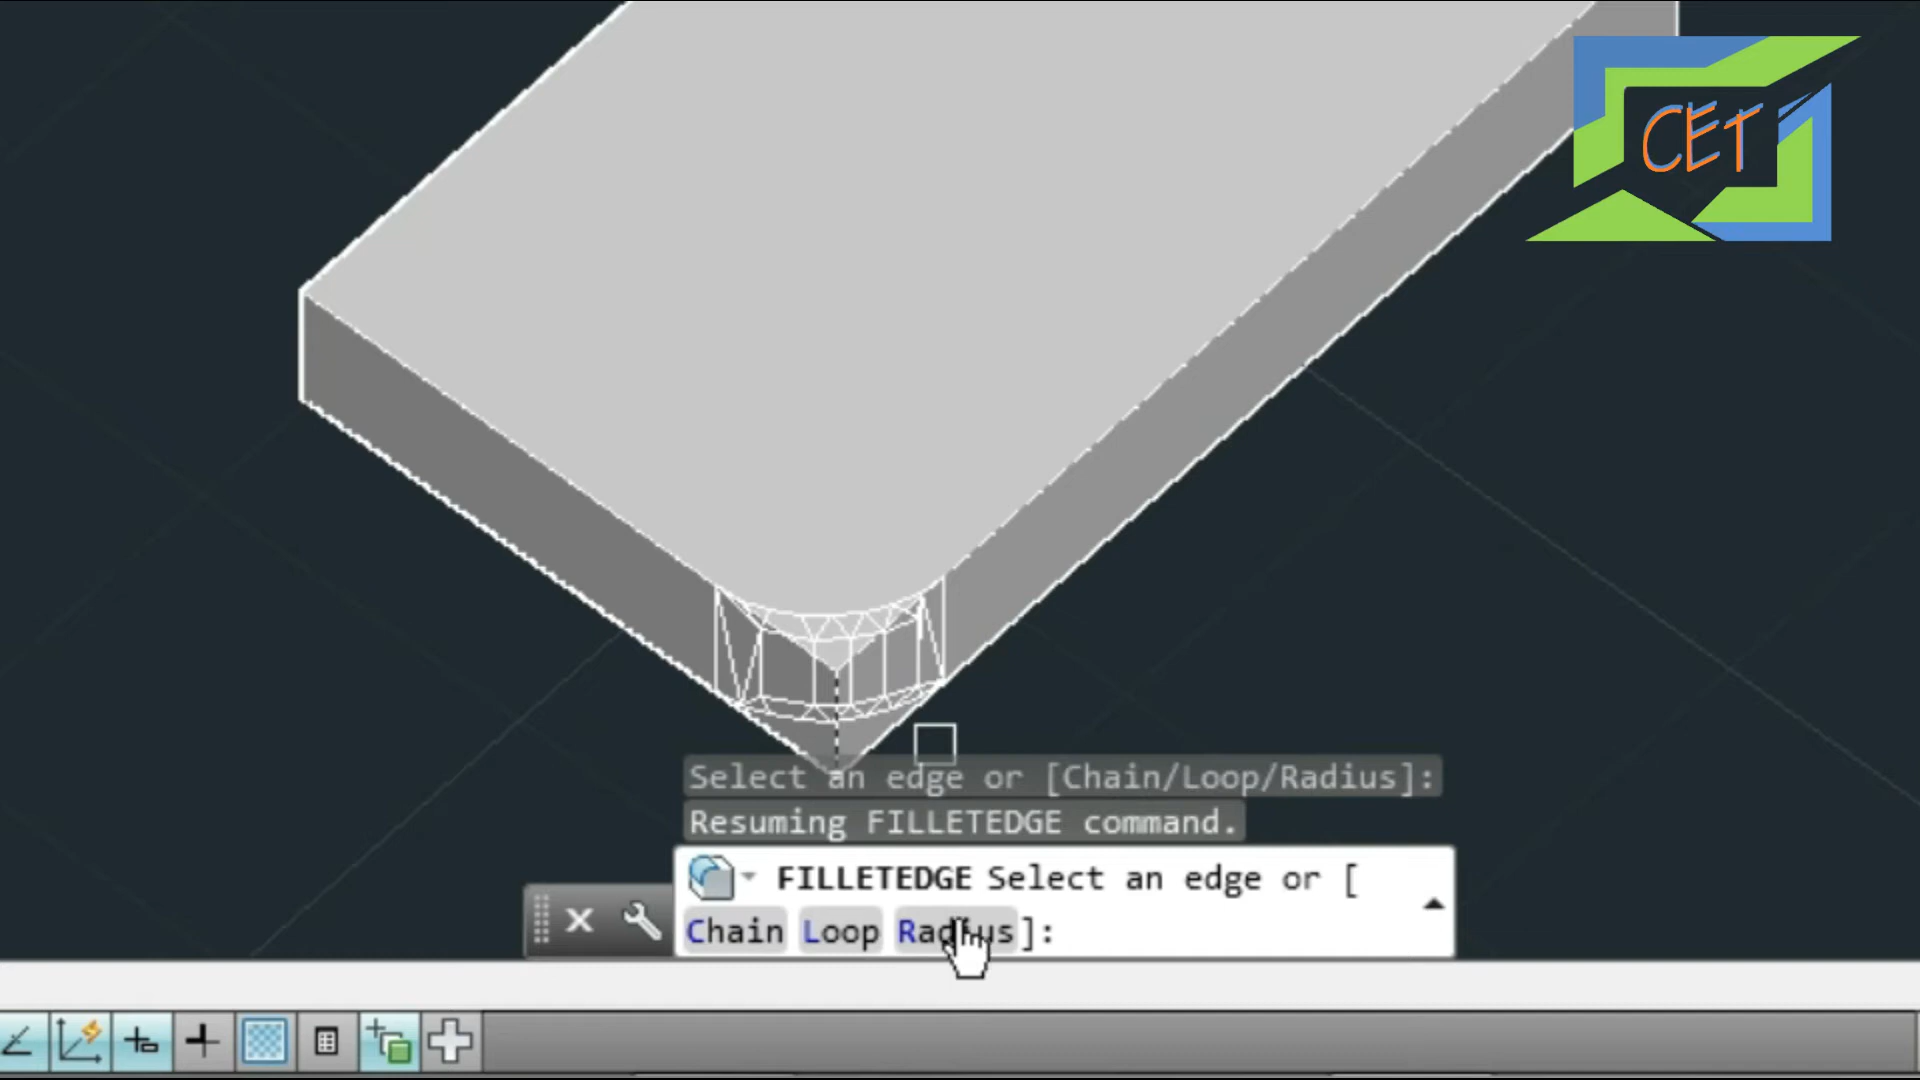 CET
Select an edge or [Chain/Loop/Radius]:
Resuming FILLETEDGE command.
FILLETEDGE Select an edge or [
Chain Loop Radius]: